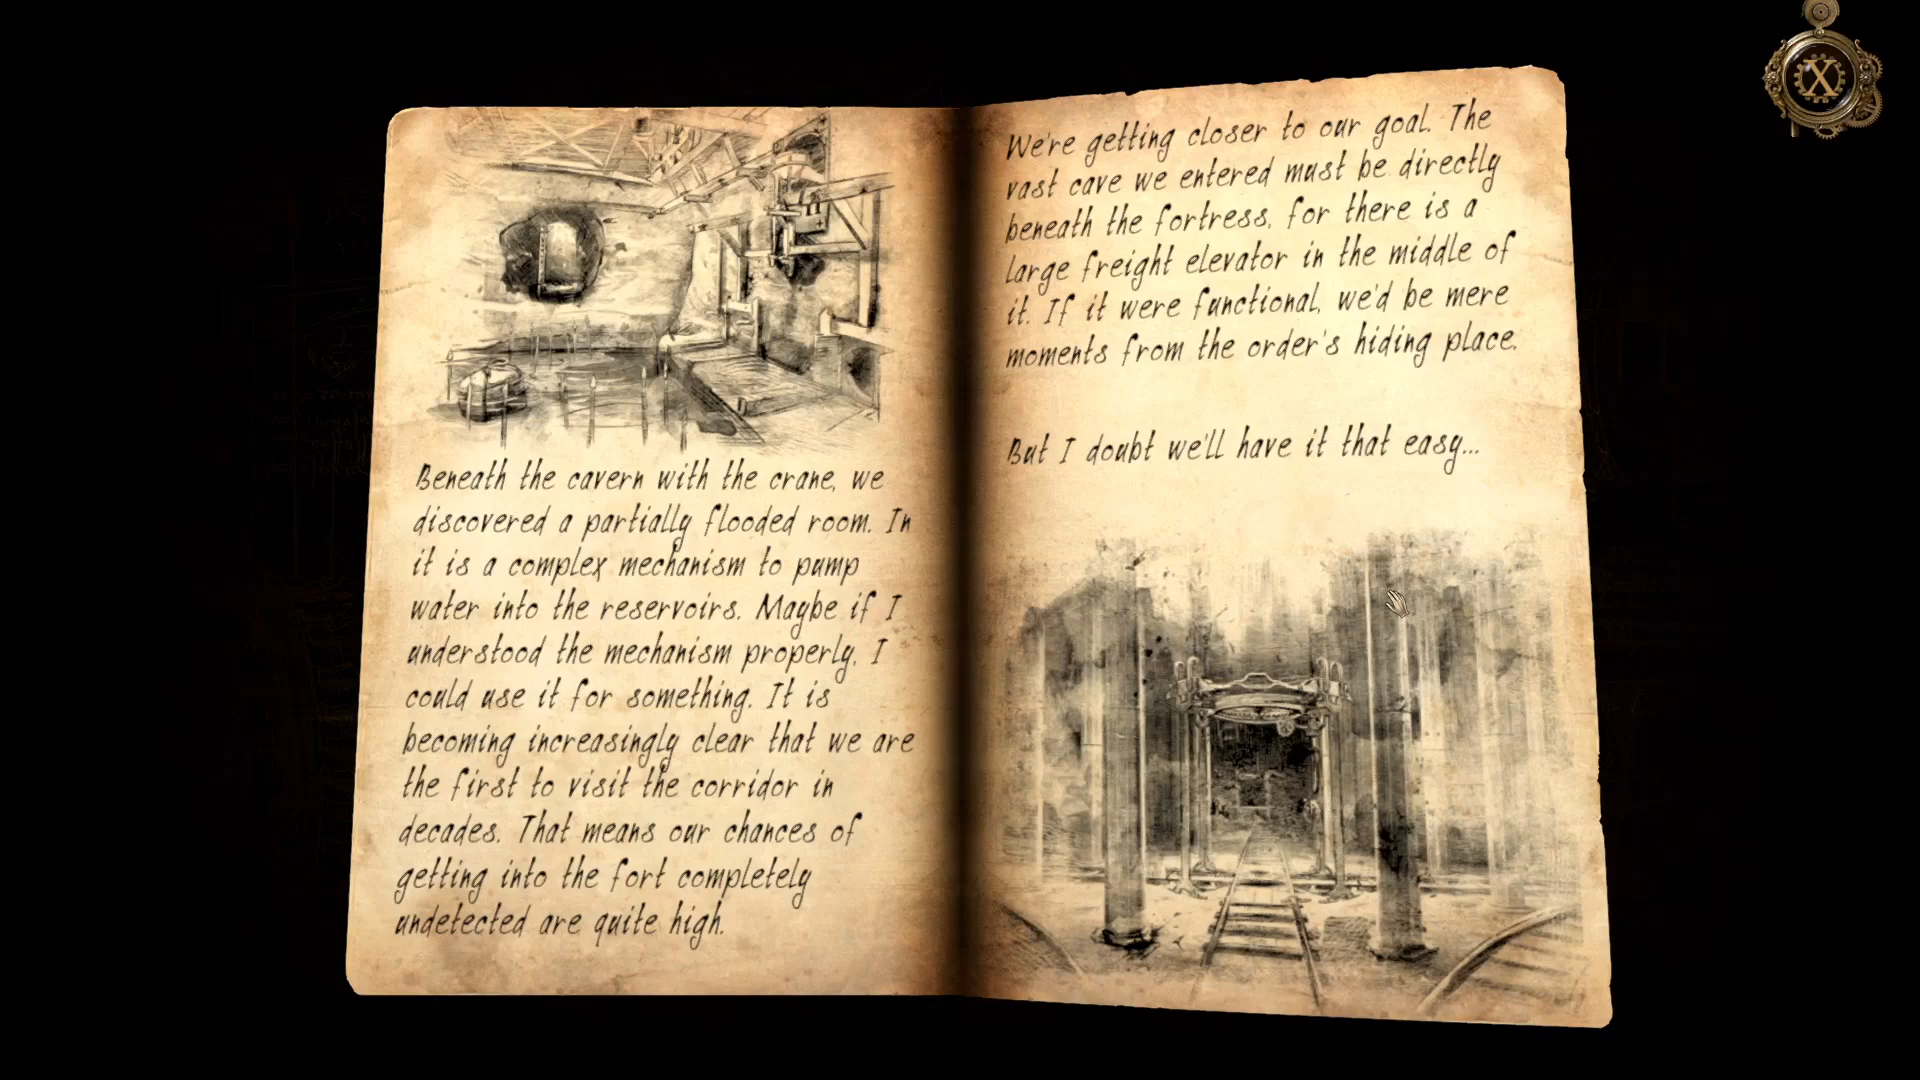 Beneath the cavern with the crane, we
discovered a partially flooded room. In
it is a complex mechanism to pump
water into the reservoirs. Maybe if I
understood the mechanism properly, I
could use it for something. It is
becoming increasingly clear that we are
the first to visit the corridor in
decades. That means our chances of
getting into the fort completely
undetected are quite high.
We're getting closer to our goal. The
vast cave we entered must be directly
beneath the fortress, for there is a
large freight elevator in the middle of
it. If it were functional, we'd be mere
moments from the order's hiding place.
But I doubt we'll have it that easy...
X